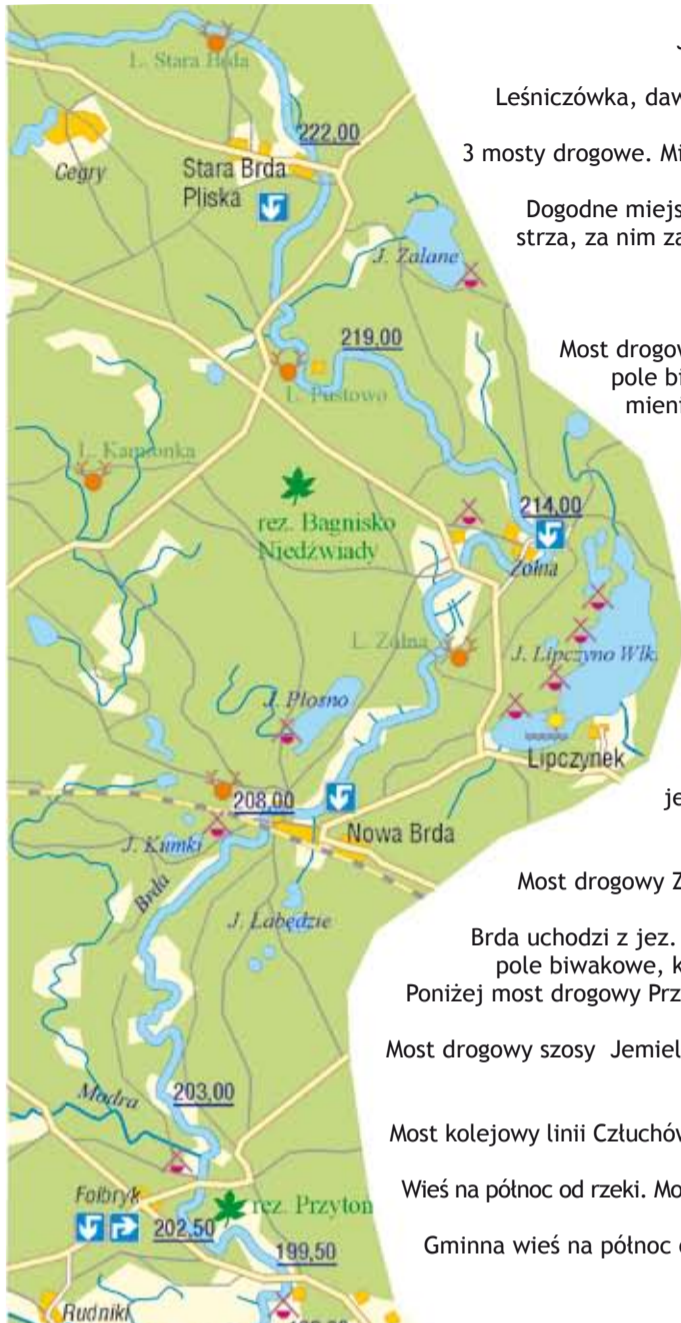 L. Stara Brda
222,00
Cegry
Stara Brda
Pliska
J. Zalane
219,00
L. Pustowo
L. Kamionka
rez. Bagnisko
Niedźwiady
214,00
Żołna
L. Żołna
J. Lipczyno Wlk.
J. Płosno
Lipczynek
208,00
Nowa Brda
J. Kumki
Brda
J. Łabędzie
Modra
203,00
Folbryk
202,50
rez. Przyton
199,50
Rudniki
Leśniczówka, daw
3 mosty drogowe. Mi
Dogodne miejs
strza, za nim za
Most drogow
pole bi
mieni
je
Most drogowy Z
Brda uchodzi z jez.
pole biwakowe, k
Poniżej most drogowy Prz
Most drogowy szosy Jemiel
Most kolejowy linii Człuchów
Wieś na północ od rzeki. Mo
Gminna wieś na północ